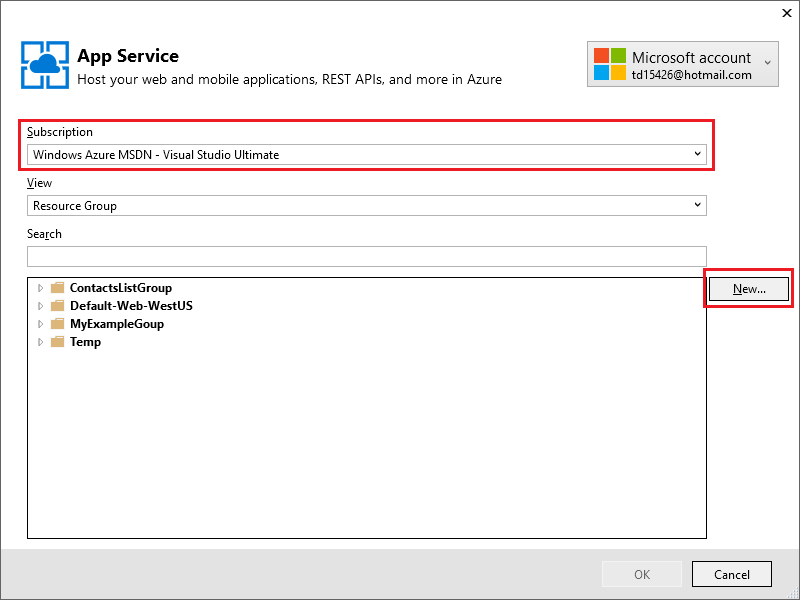 App Service
Host your web and mobile applications, REST APIs, and more in Azure
Microsoft account
td15426@hotmail.com
Subscription
Windows Azure MSDN - Visual Studio Ultimate
View
Resource Group
Search
ContactsListGroup
Default-Web-WestUS
MyExampleGoup
Temp
New...
OK
Cancel